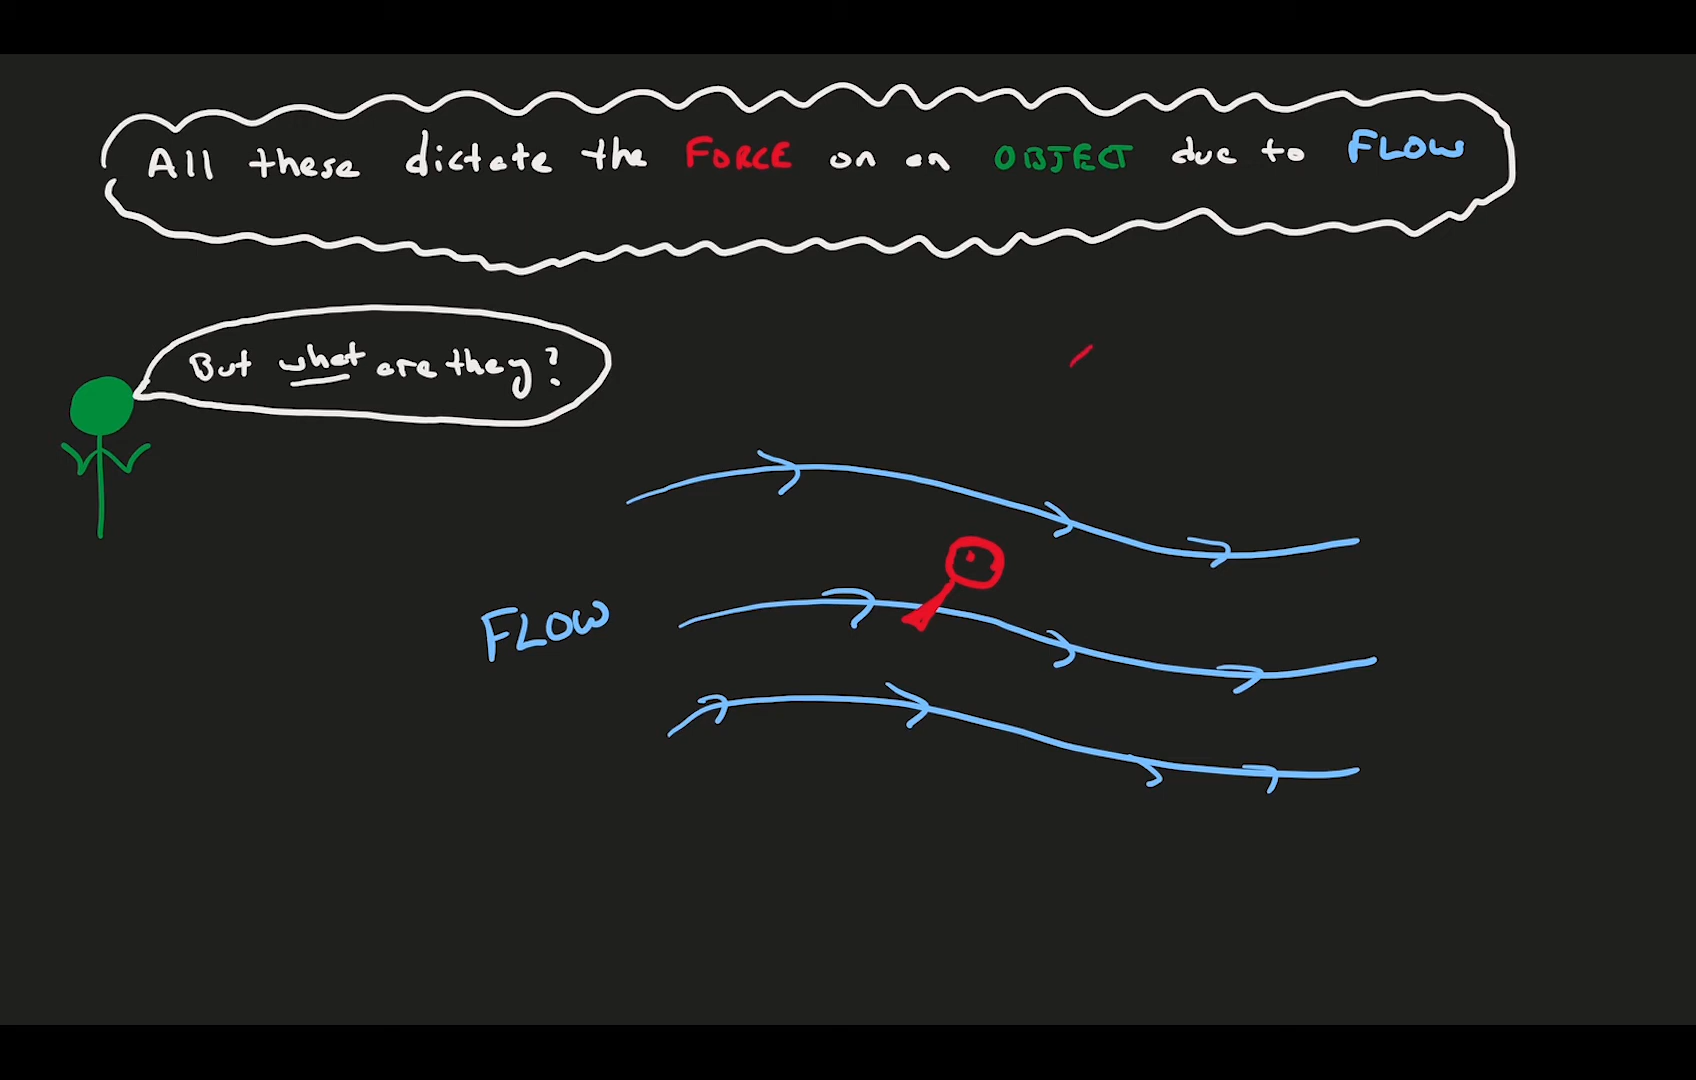 All these dictate the FORCE on an OBJECT due to FLOW
But what are they?
FLOW